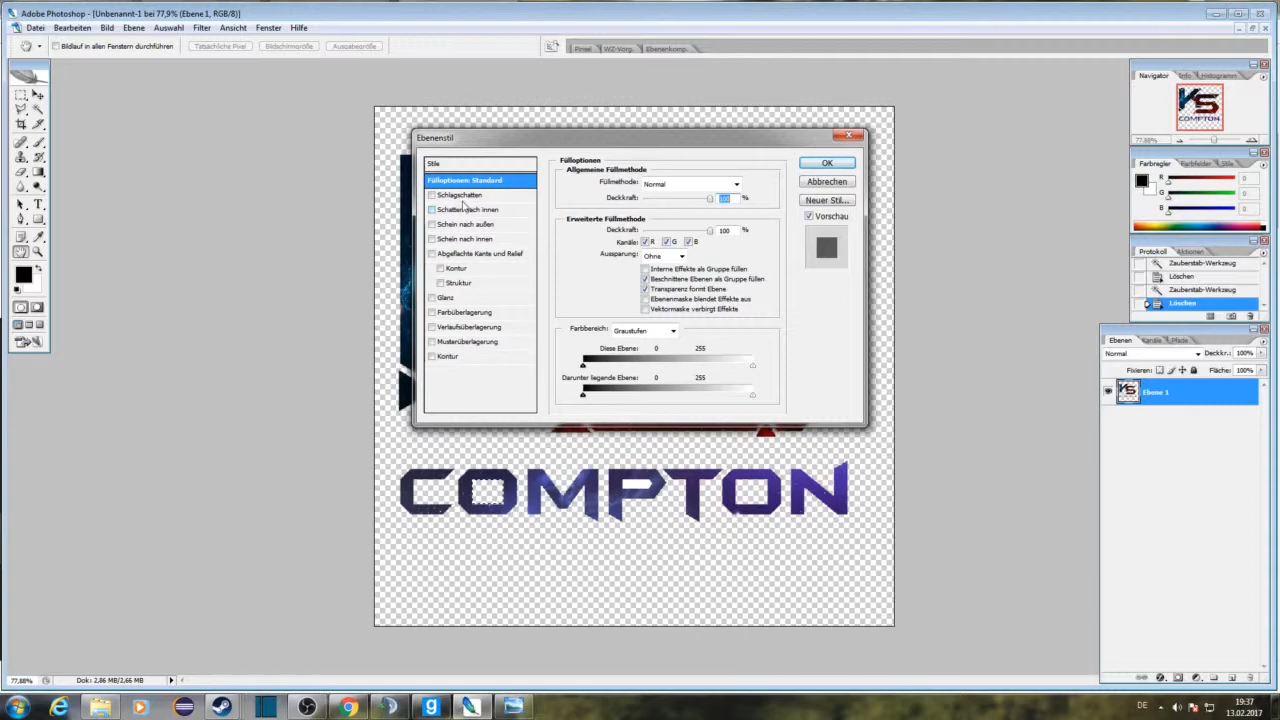 Adobe Photoshop - [Unbenannt-1 bei 77,9% (Ebene 1, RGB/8)]
Datei Bearbeiten Bild Ebene Auswahl Filter Ansicht Fenster Hilfe
Bildlauf in allen Fenstern durchführen Tatsächliche Pixel Bildschirmgröße Ausgabegröße Pinsel WZ-Vorg. Ebenenkomp.
Navigator Info Histogramm
VS
COMPTON
77.88%
Farbregler Farbfelder Stile
R 0
G 0
B 0
Protokoll Aktionen
Zauberstab-Werkzeug
Löschen
Zauberstab-Werkzeug
Löschen
Ebenen Kanäle Pfade
Normal Deckkr.: 100%
Fixieren: Fläche: 100%
Ebene 1
Ebenenstil
Stile
Fülloptionen: Standard
Schlagschatten
Schatten nach innen
Schein nach außen
Schein nach innen
Abgeflachte Kante und Relief
Kontur
Struktur
Glanz
Farbüberlagerung
Verlaufsüberlagerung
Musterüberlagerung
Kontur
Fülloptionen
Allgemeine Füllmethode
Füllmethode: Normal
Deckkraft: 100 %
Erweiterte Füllmethode
Deckkraft: 100 %
Kanäle: R G B
Aussparung: Ohne
Interne Effekte als Gruppe füllen
Beschnittene Ebenen als Gruppe füllen
Transparenz formt Ebene
Ebenenmaske blendet Effekte aus
Vektormaske verbirgt Effekte
Farbbereich: Graustufen
Diese Ebene: 0 255
Darunter liegende Ebene: 0 255
OK
Abbrechen
Neuer Stil...
Vorschau
COMPTON
77,88% Dok: 2,86 MB/2,66 MB
DE 19:37
13.02.2017